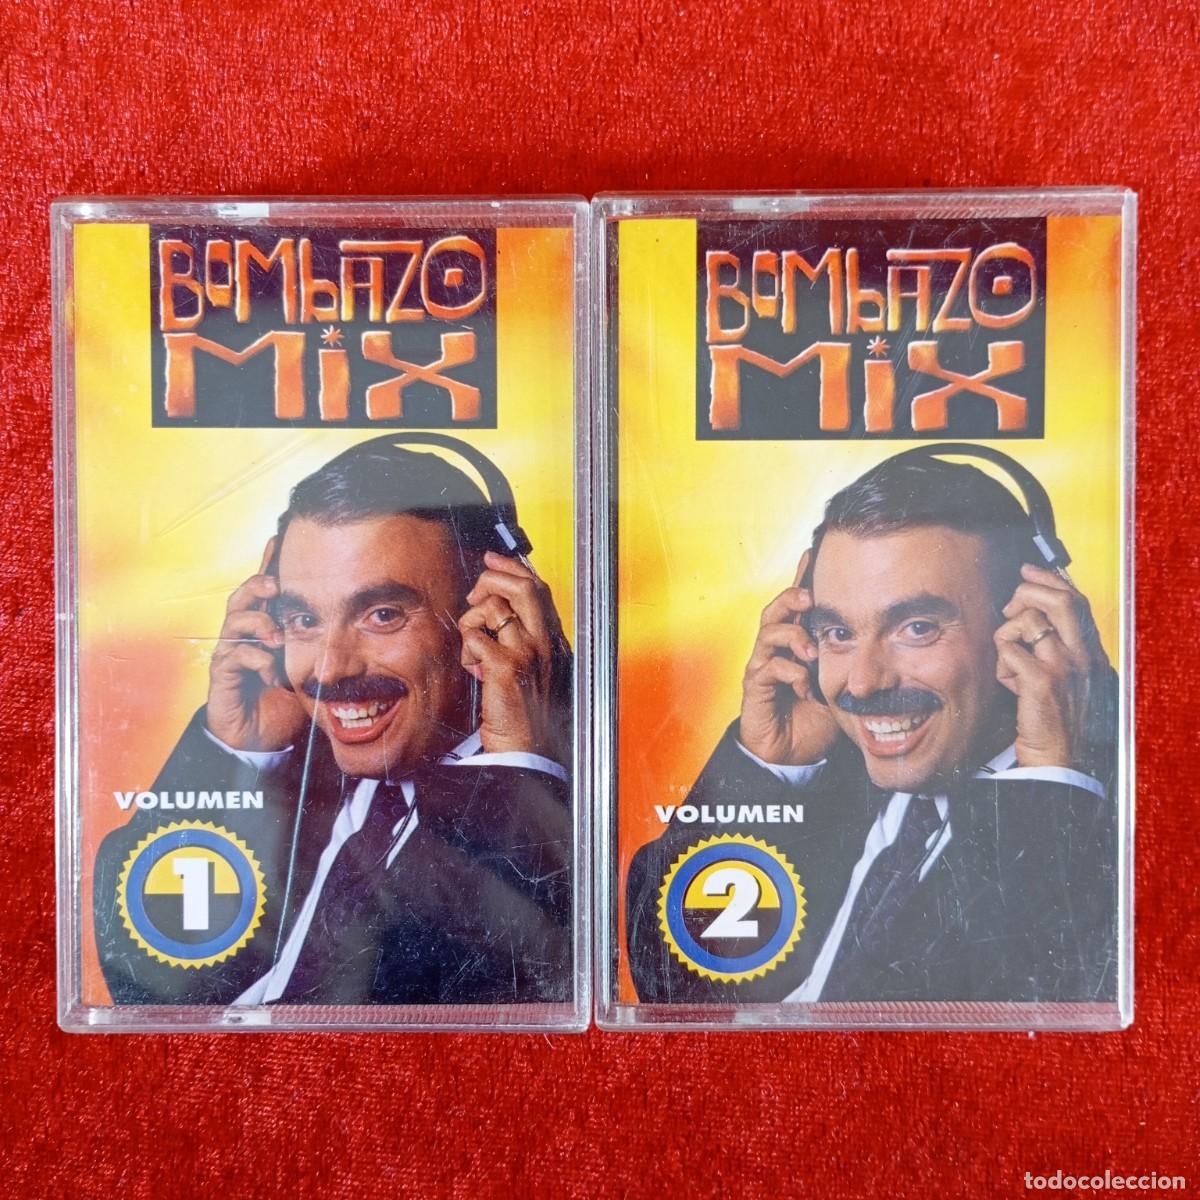 BOMbAZO
MiX
VOLUMEN
1
BOMbAZO
MiX
VOLUMEN
2
todocoleccion